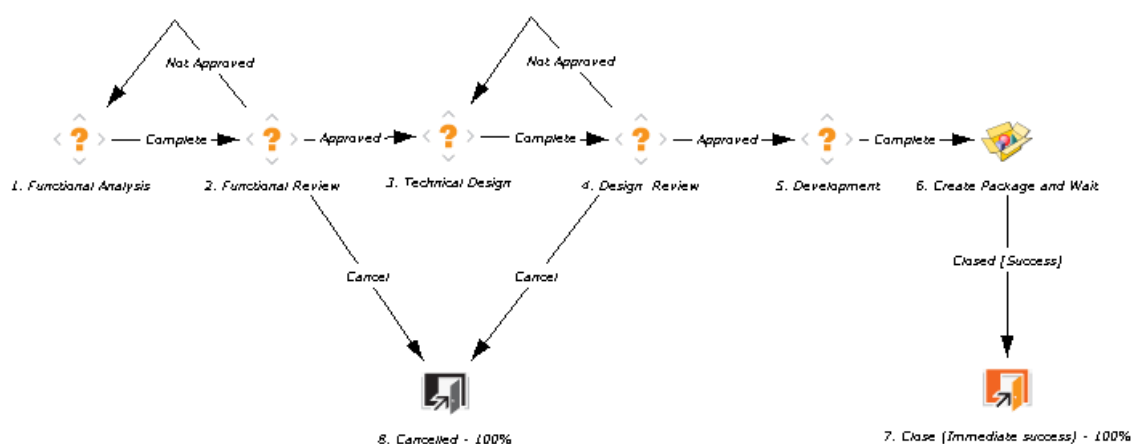 Not Approved
Not Approved
Complete
Approved
Complete
Approved
Complete
1. Functional Analysis
2. Functional Review
3. Technical Design
4. Design Review
5. Development
6. Create Package and Wait
Cancel
Cancel
Closed [Success]
8. Cancelled - 100%
7. Close (Immediate success) - 100%